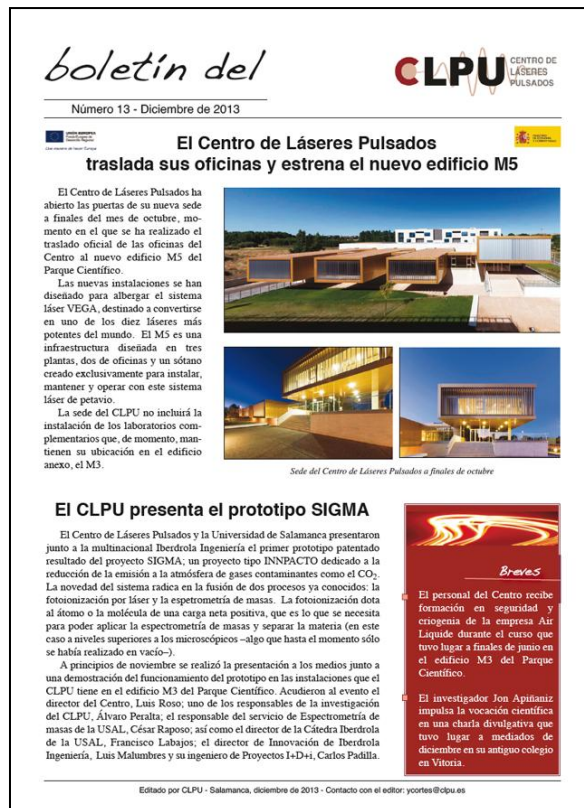 boletín del
CLPU CENTRO DE
LÁSERES
PULSADOS
Número 13 - Diciembre de 2013
UNIÓN EUROPEA
El Centro de Láseres Pulsados
traslada sus oficinas y estrena el nuevo edificio M5
El Centro de Láseres Pulsados ha
abierto las puertas de su nueva sede
a finales del mes de octubre, mo-
mento en el que se ha realizado el
traslado oficial de las oficinas del
Centro al nuevo edificio M5 del
Parque Científico.
Las nuevas instalaciones se han
diseñado para albergar el sistema
láser VEGA, destinado a convertirse
en uno de los diez láseres más
potentes del mundo. El M5 es una
infraestructura diseñada en tres
plantas, dos de oficinas y un sótano
creado exclusivamente para instalar,
mantener y operar con este sistema
láser de petavio.
La sede del CLPU no incluirá la
instalación de los laboratorios com-
plementarios que, de momento, man-
tienen su ubicación en el edificio
anexo, el M3.
Sede del Centro de Láseres Pulsados a finales de octubre
El CLPU presenta el prototipo SIGMA
El Centro de Láseres Pulsados y la Universidad de Salamanca presentaron
junto a la multinacional Iberdrola Ingeniería el primer prototipo patentado
resultado del proyecto SIGMA; un proyecto tipo INNPACTO dedicado a la
reducción de la emisión a la atmósfera de gases contaminantes como el CO2.
La novedad del sistema radica en la fusión de dos procesos ya conocidos: la
fotoionización por láser y la espetrometría de masas. La fotoionización dota
al átomo o la molécula de una carga neta positiva, que es lo que se necesita
para poder aplicar la espectrometría de masas y separar la materia (en este
caso a niveles superiores a los microscópicos –algo que hasta el momento sólo
se había realizado en vacío–).
A principios de noviembre se realizó la presentación a los medios junto a
una demostración del funcionamiento del prototipo en las instalaciones que el
CLPU tiene en el edificio M3 del Parque Científico. Acudieron al evento el
director del Centro, Luis Roso; uno de los responsables de la investigación
del CLPU, Álvaro Peralta; el responsable del servicio de Espectrometría de
masas de la USAL, César Raposo; así como el director de la Cátedra Iberdrola
de la USAL, Francisco Labajos; el director de Innovación de Iberdrola
Ingeniería, Luis Malumbres y su ingeniero de Proyectos I+D+i, Carlos Padilla.
Breves
El personal del Centro recibe
formación en seguridad y
criogenia de la empresa Air
Liquide durante el curso que
tuvo lugar a finales de junio en
el edificio M3 del Parque
Científico.
El investigador Jon Apiñaniz
impulsa la vocación científica
en una charla divulgativa que
tuvo lugar a mediados de
diciembre en su antiguo colegio
en Vitoria.
Editado por CLPU - Salamanca, diciembre de 2013 - Contacto con el editor: ycortes@clpu.es